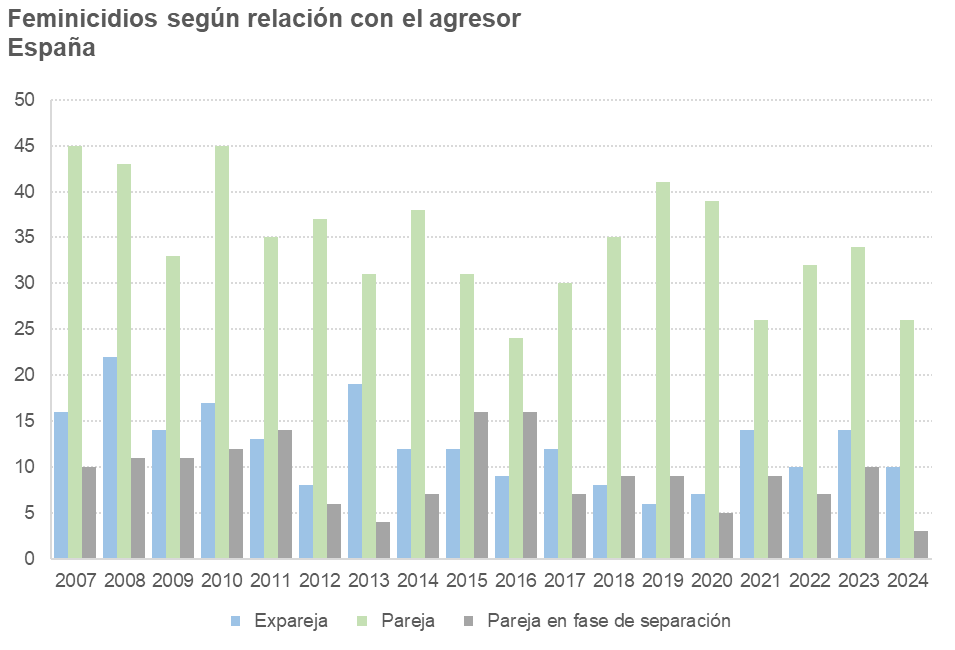 Feminicidios según relación con el agresor
España
50
45
40
35
30
25
20
15
10
5
0
2007 2008 2009 2010 2011 2012 2013 2014 2015 2016 2017 2018 2019 2020 2021 2022 2023 2024
Expareja Pareja Pareja en fase de separación